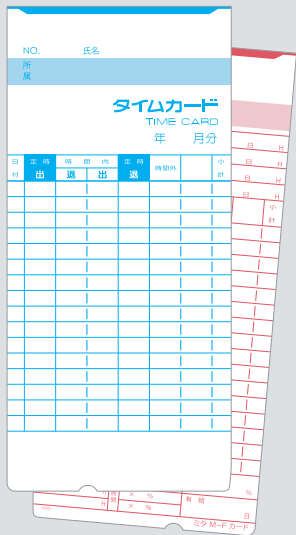 NO. 氏名
所属
タイムカード
TIME CARD
年 月分
日付 定時 時間内 定時 時間外 小計
出 退 出 退
日 H
日 H
日 H
日 H
小計
× % %
H × % 有給
日
ミタ M-F カード